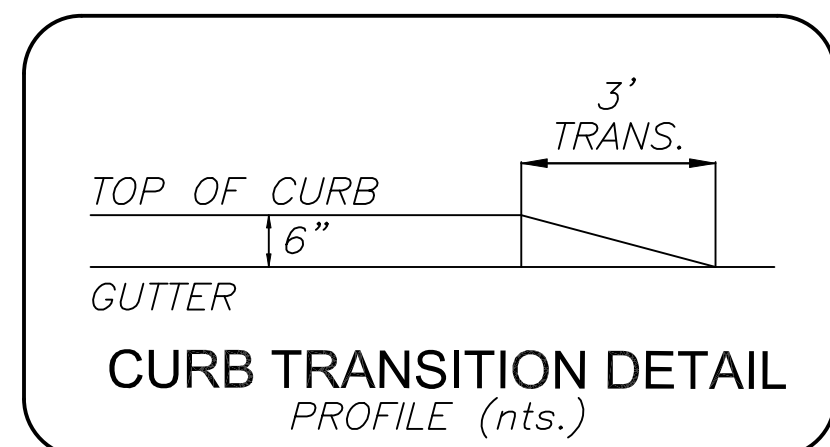 3’
TRANS.
TOP OF CURB
6”
GUTTER
CURB TRANSITION DETAIL
PROFILE (nts.)